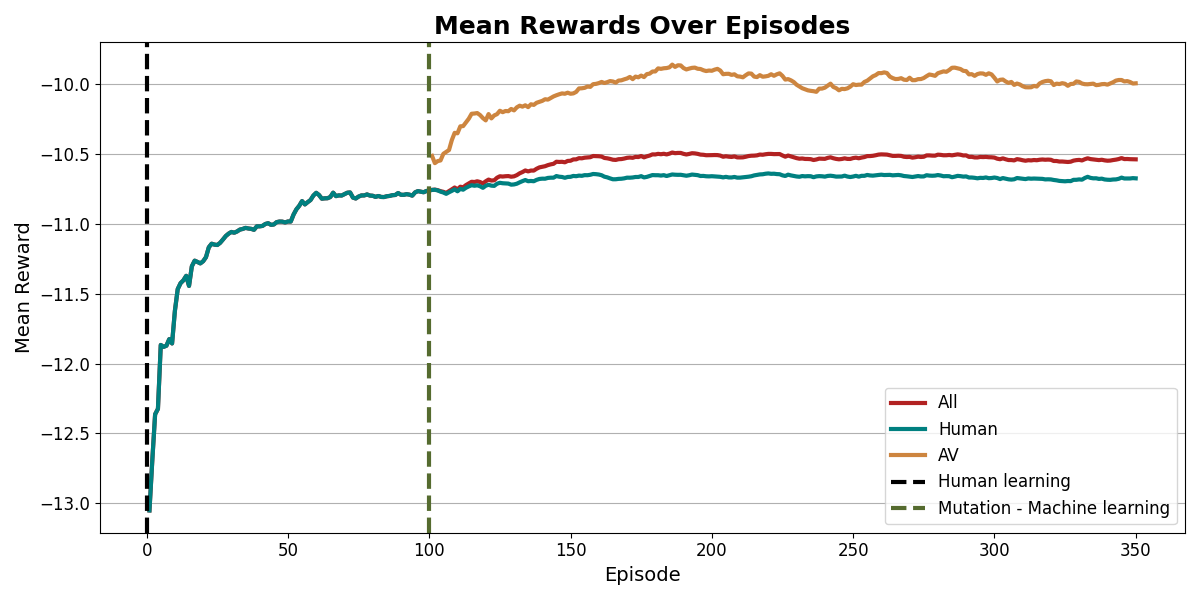 Mean Rewards Over Episodes
Mean Reward
−10.0
−10.5
−11.0
−11.5
−12.0
−12.5
−13.0
All
Human
AV
Human learning
Mutation - Machine learning
0 50 100 150 200 250 300 350
Episode